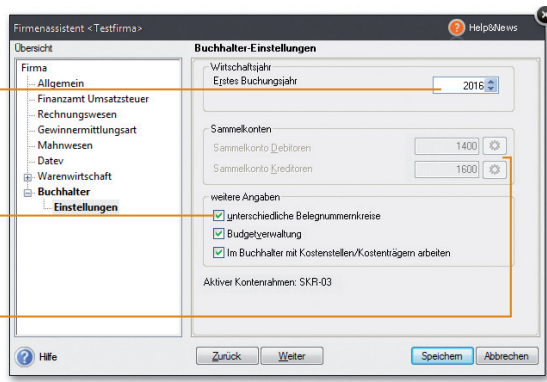 Firmenassistent <Testfirma>
Help&News
Übersicht
Firma
Allgemein
Finanzamt Umsatzsteuer
Rechnungswesen
Gewinnermittlungsart
Mahnwesen
Datev
Warenwirtschaft
Buchhalter
Einstellungen
Buchhalter-Einstellungen
Wirtschaftsjahr
Erstes Buchungsjahr 2016
Sammelkonten
Sammelkonto Debitoren 1400
Sammelkonto Kreditoren 1600
weitere Angaben
unterschiedliche Belegnummernkreise
Budgetverwaltung
Im Buchhalter mit Kostenstellen/Kostenträgern arbeiten
Aktiver Kontenrahmen: SKR-03
Hilfe
Zurück
Weiter
Speichern
Abbrechen